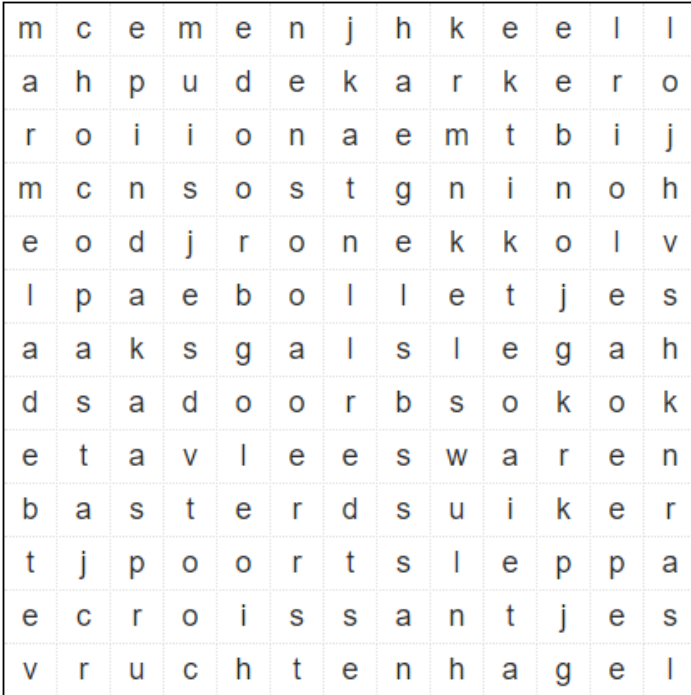 m c e m e n j h k e e l l
a h p u d e k a r k e r o
r o i i o n a e m t b i j
m c n s o s t g n i n o h
e o d j r o n e k k o l v
l p a e b o l l e t j e s
a a k s g a l s l e g a h
d s a d o o r b s o k o k
e t a v l e e s w a r e n
b a s t e r d s u i k e r
t j p o o r t s l e p p a
e c r o i s s a n t j e s
v r u c h t e n h a g e l